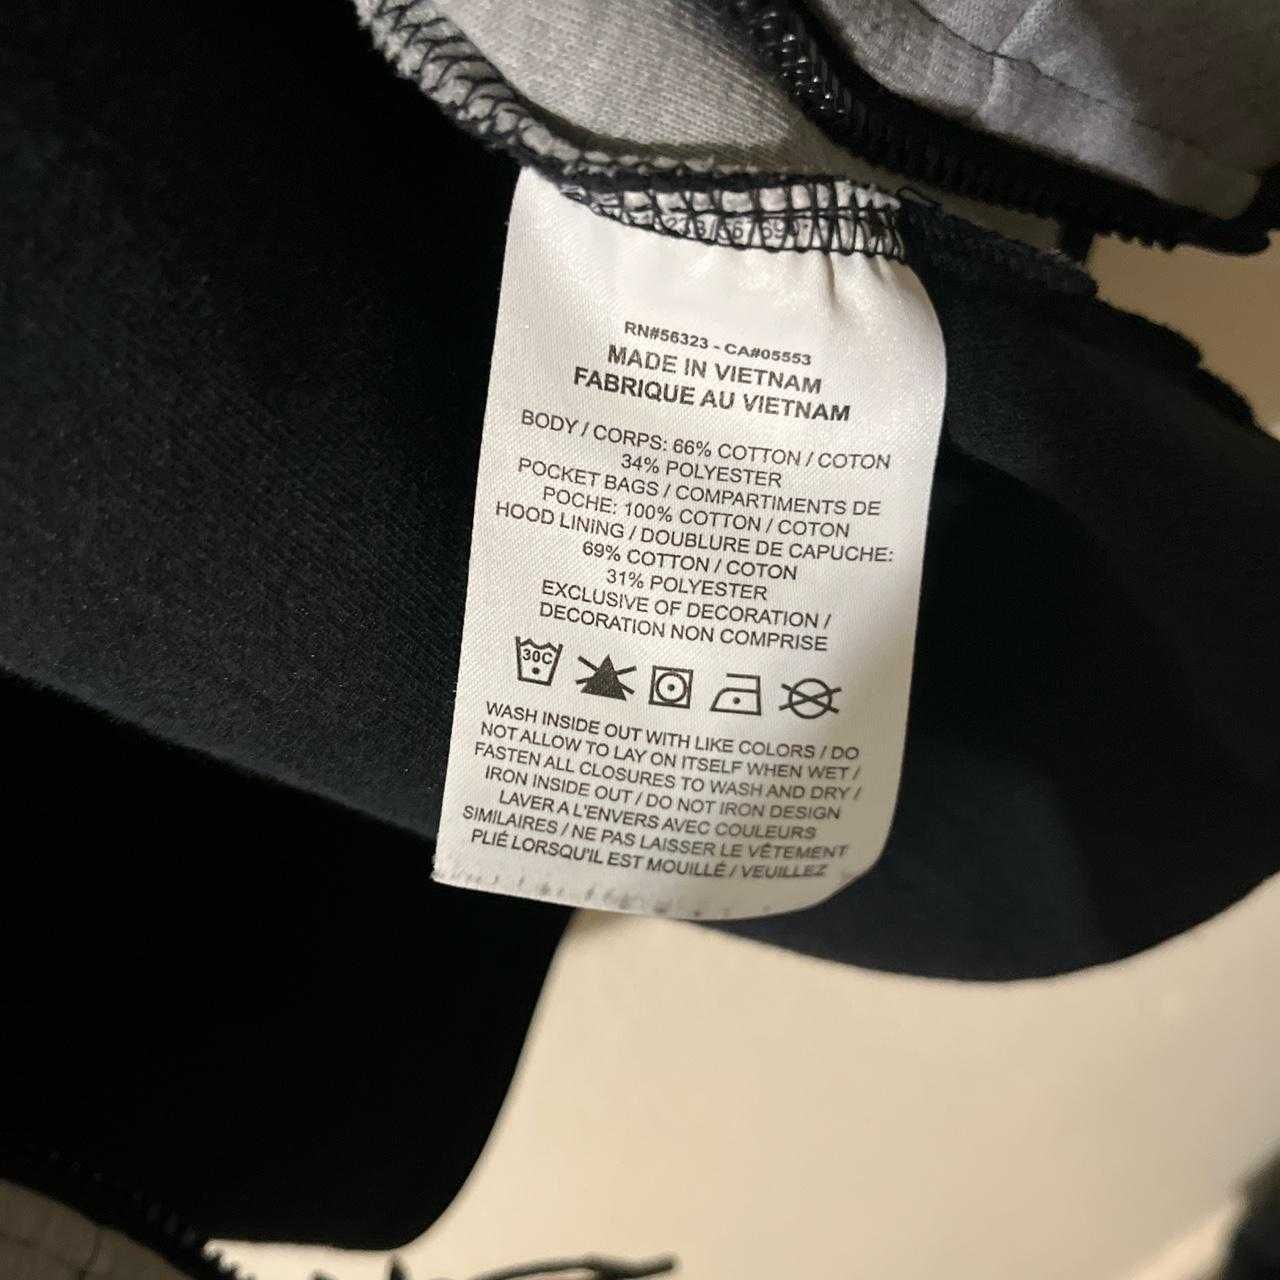 RN#56323 - CA#05553
MADE IN VIETNAM
FABRIQUE AU VIETNAM
BODY / CORPS: 66% COTTON / COTON
34% POLYESTER
POCKET BAGS / COMPARTIMENTS DE
POCHE: 100% COTTON / COTON
HOOD LINING / DOUBLURE DE CAPUCHE:
69% COTTON / COTON
31% POLYESTER
EXCLUSIVE OF DECORATION /
DECORATION NON COMPRISE
30C
WASH INSIDE OUT WITH LIKE COLORS / DO
NOT ALLOW TO LAY ON ITSELF WHEN WET /
FASTEN ALL CLOSURES TO WASH AND DRY /
IRON INSIDE OUT / DO NOT IRON DESIGN
LAVER A L'ENVERS AVEC COULEURS
SIMILAIRES / NE PAS LAISSER LE VÊTEMENT
PLIÉ LORSQU'IL EST MOUILLÉ / VEUILLEZ